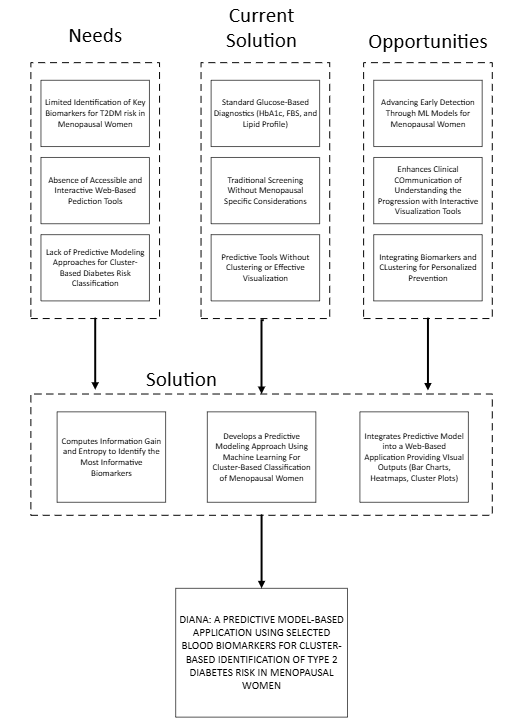 Needs
Current
Solution
Opportunities
Limited Identification of Key
Biomarkers for T2DM risk in
Menopausal Women
Absence of Accessible and
Interactive Web-Based
Pediction Tools
Lack of Predictive Modeling
Approaches for Cluster-
Based Diabetes Risk
Classification
Standard Glucose-Based
Diagnostics (HbA1c, FBS, and
Lipid Profile)
Traditional Screening
Without Menopausal
Specific Considerations
Predictive Tools Without
Clustering or Effective
Visualization
Advancing Early Detection
Through ML Models for
Menopausal Women
Enhances Clinical
COmmunication of
Understanding the
Progression with Interactive
Visualization Tools
Integrating Biomarkers and
CLustering for Personalized
Prevention
Solution
Computes Information Gain
and Entropy to Identify the
Most Informative
Biomarkers
Develops a Predictive
Modeling Approach Using
Machine Learning For
Cluster-Based Classification
of Menopausal Women
Integrates Predictive Model
into a Web-Based
Application Providing VIsual
Outputs (Bar Charts,
Heatmaps, Cluster Plots)
DIANA: A PREDICTIVE MODEL-BASED
APPLICATION USING SELECTED
BLOOD BIOMARKERS FOR CLUSTER-
BASED IDENTIFICATION OF TYPE 2
DIABETES RISK IN MENOPAUSAL
WOMEN